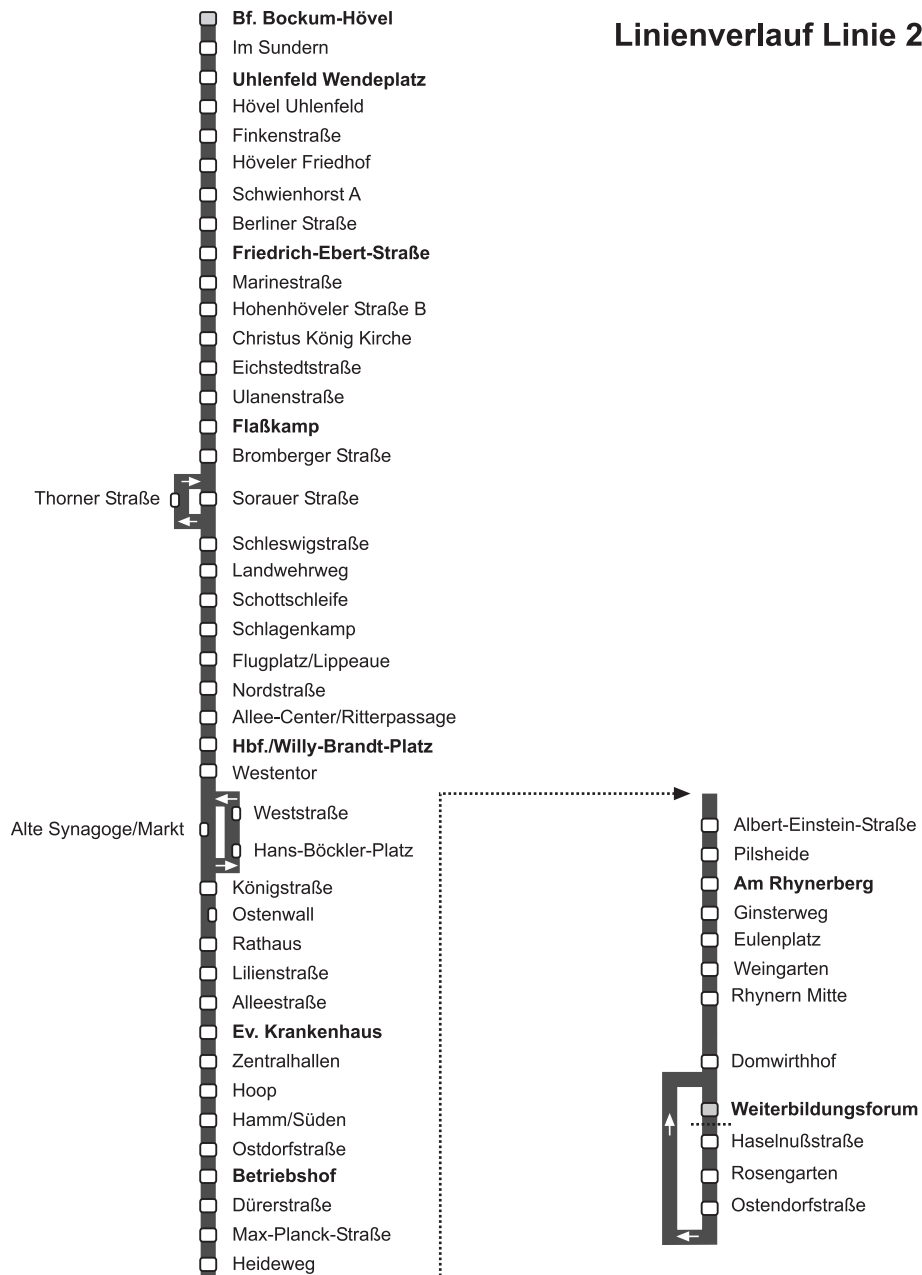 Linienverlauf Linie 2
Bf. Bockum-Hövel
Im Sundern
Uhlenfeld Wendeplatz
Hövel Uhlenfeld
Finkenstraße
Höveler Friedhof
Schwienhorst A
Berliner Straße
Friedrich-Ebert-Straße
Marinestraße
Hohenhöveler Straße B
Christus König Kirche
Eichstedtstraße
Ulanenstraße
Flaßkamp
Bromberger Straße
Thorner Straße
Sorauer Straße
Schleswigstraße
Landwehrweg
Schottschleife
Schlagenkamp
Flugplatz/Lippeaue
Nordstraße
Allee-Center/Ritterpassage
Hbf./Willy-Brandt-Platz
Westentor
Weststraße
Alte Synagoge/Markt
Hans-Böckler-Platz
Königstraße
Ostenwall
Rathaus
Lilienstraße
Alleestraße
Ev. Krankenhaus
Zentralhallen
Hoop
Hamm/Süden
Ostdorfstraße
Betriebshof
Dürerstraße
Max-Planck-Straße
Heideweg
Albert-Einstein-Straße
Pilsheide
Am Rhynerberg
Ginsterweg
Eulenplatz
Weingarten
Rhynern Mitte
Domwirthhof
Weiterbildungsforum
Haselnußstraße
Rosengarten
Ostendorfstraße